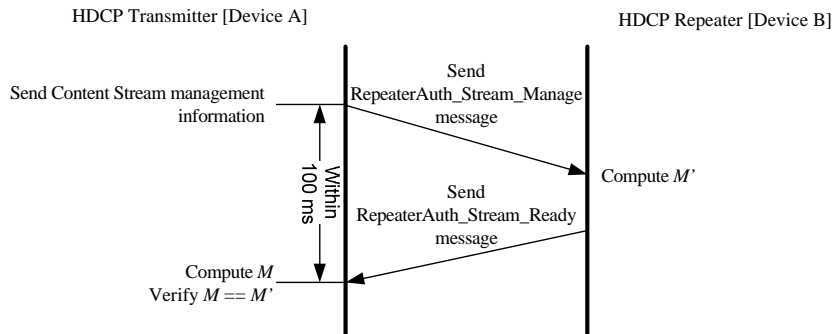 HDCP Transmitter [Device A]
HDCP Repeater [Device B]
Send Content Stream management
information
Send
RepeaterAuth_Stream_Manage
message
Within
100 ms
Compute M'
Send
RepeaterAuth_Stream_Ready
message
Compute M
Verify M == M'